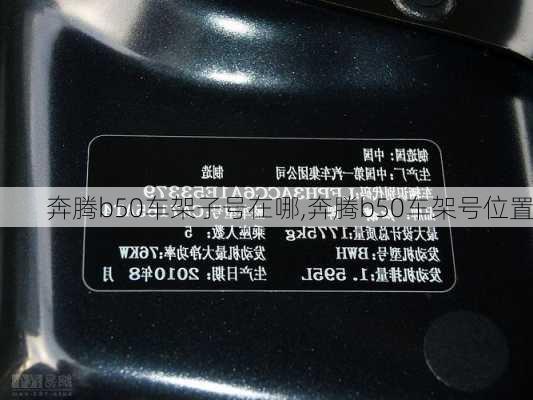 制造国：中国
生产厂名：中国第一汽车集团公司 制造
奔腾b50车架子号在哪,奔腾b50车架号位置
最大设计总质量：1775kg 乘座人数：5
发动机型号：BWH 发动机最大净功率：76KW
发动机排量：1.595L 生产日期：2010年8月